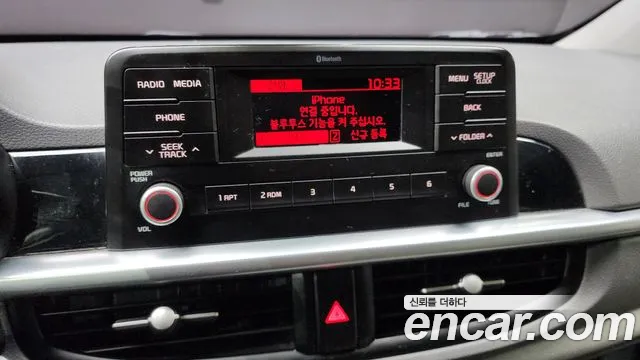 Bluetooth
RADIO MEDIA
PHONE
SEEK
TRACK
POWER
PUSH
VOL
10:33
iPhone
연결 중입니다.
블루투스 기능을 켜 주십시오.
2 신규 등록
MENU SETUP
CLOCK
BACK
FOLDER
ENTER
FILE TUNE
1 RPT
2 RDM
3
4
5
6
신뢰를 더하다
encar.com